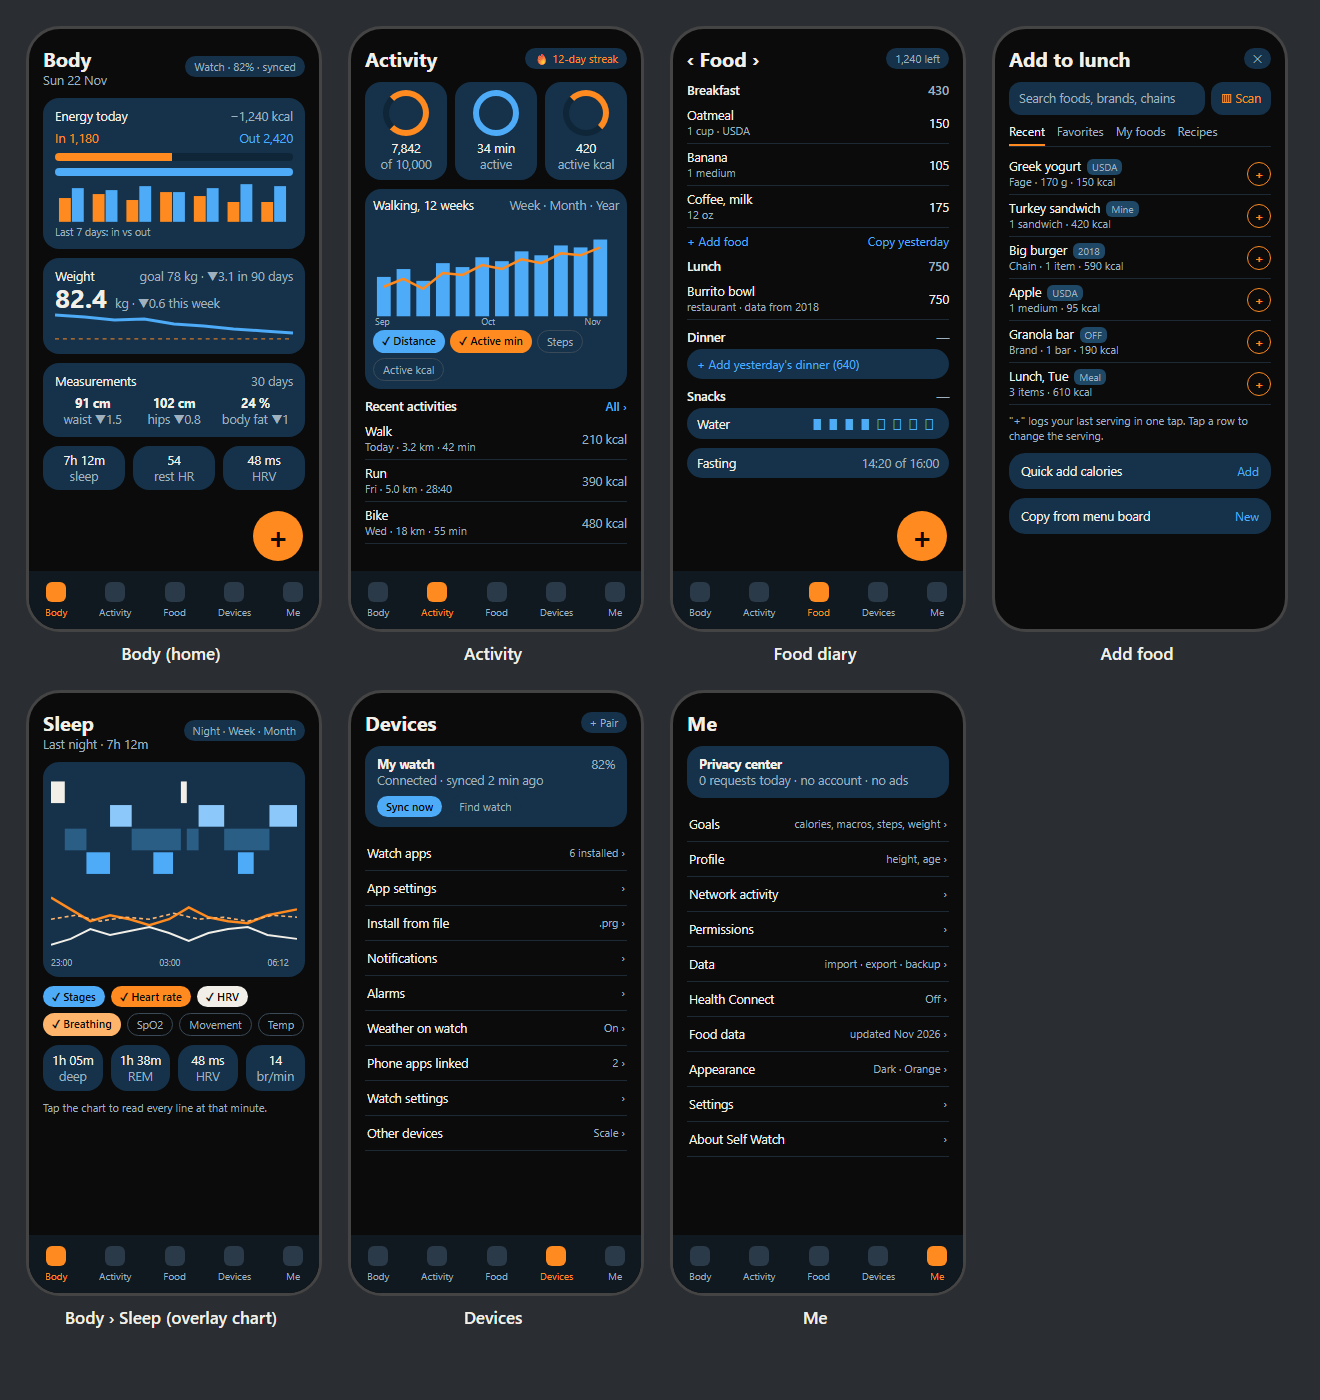 Body
Sun 22 Nov
Watch · 82% · synced
Energy today
−1,240 kcal
In 1,180
Out 2,420
Last 7 days: in vs out
Weight
goal 78 kg · ▼3.1 in 90 days
82.4 kg · ▼0.6 this week
Measurements
30 days
91 cm
waist ▼1.5
102 cm
hips ▼0.8
24 %
body fat ▼1
7h 12m
sleep
54
rest HR
48 ms
HRV
+
Body
Activity
Food
Devices
Me
Body (home)
Activity
🔥 12-day streak
7,842
of 10,000
34 min
active
420
active kcal
Walking, 12 weeks
Week · Month · Year
Sep
Oct
Nov
✓ Distance
✓ Active min
Steps
Active kcal
Recent activities
All ›
Walk
Today · 3.2 km · 42 min
210 kcal
Run
Fri · 5.0 km · 28:40
390 kcal
Bike
Wed · 18 km · 55 min
480 kcal
Body
Activity
Food
Devices
Me
Activity
‹ Food ›
1,240 left
Breakfast
430
Oatmeal
1 cup · USDA
150
Banana
1 medium
105
Coffee, milk
12 oz
175
+ Add food
Copy yesterday
Lunch
750
Burrito bowl
restaurant · data from 2018
750
Dinner
—
+ Add yesterday's dinner (640)
Snacks
—
Water
Fasting
14:20 of 16:00
+
Body
Activity
Food
Devices
Me
Food diary
Add to lunch
✕
Search foods, brands, chains
▥ Scan
Recent
Favorites
My foods
Recipes
Greek yogurt USDA
Fage · 170 g · 150 kcal
+
Turkey sandwich Mine
1 sandwich · 420 kcal
+
Big burger 2018
Chain · 1 item · 590 kcal
+
Apple USDA
1 medium · 95 kcal
+
Granola bar OFF
Brand · 1 bar · 190 kcal
+
Lunch, Tue Meal
3 items · 610 kcal
+
"+" logs your last serving in one tap. Tap a row to
change the serving.
Quick add calories
Add
Copy from menu board
New
Add food
Sleep
Last night · 7h 12m
Night · Week · Month
23:00
03:00
06:12
✓ Stages
✓ Heart rate
✓ HRV
✓ Breathing
SpO2
Movement
Temp
1h 05m
deep
1h 38m
REM
48 ms
HRV
14
br/min
Tap the chart to read every line at that minute.
Body
Activity
Food
Devices
Me
Body › Sleep (overlay chart)
Devices
+ Pair
My watch
82%
Connected · synced 2 min ago
Sync now
Find watch
Watch apps
6 installed ›
App settings
›
Install from file
.prg ›
Notifications
›
Alarms
›
Weather on watch
On ›
Phone apps linked
2 ›
Watch settings
›
Other devices
Scale ›
Body
Activity
Food
Devices
Me
Devices
Me
Privacy center
0 requests today · no account · no ads
Goals
calories, macros, steps, weight ›
Profile
height, age ›
Network activity
›
Permissions
›
Data
import · export · backup ›
Health Connect
Off ›
Food data
updated Nov 2026 ›
Appearance
Dark · Orange ›
Settings
›
About Self Watch
›
Body
Activity
Food
Devices
Me
Me